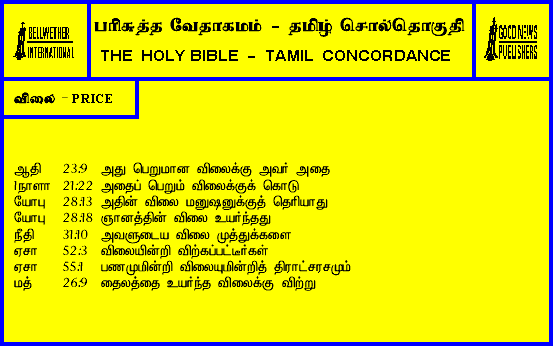 BELLWETHER
INTERNATIONAL
பரிசுத்த வேதாகமம் - தமிழ் சொல்தொகுதி
THE HOLY BIBLE - TAMIL CONCORDANCE
GOOD NEWS
PUBLISHERS
விலை - PRICE
ஆதி 23:9 அது பெறுமான விலைக்கு அவர் அதை
1நாளா 21:22 அதைப் பெறும் விலைக்குக் கொடு
யோபு 28:13 அதின் விலை மனுஷனுக்குத் தெரியாது
யோபு 28:18 ஞானத்தின் விலை உயர்ந்தது
நீதி 31:10 அவளுடைய விலை முத்துக்களை
ஏசா 52:3 விலையின்றி விற்கப்பட்டீர்கள்
ஏசா 55:1 பணமுமின்றி விலையுமின்றித் திராட்சரசமும்
மத் 26:9 தைலத்தை உயர்ந்த விலைக்கு விற்று